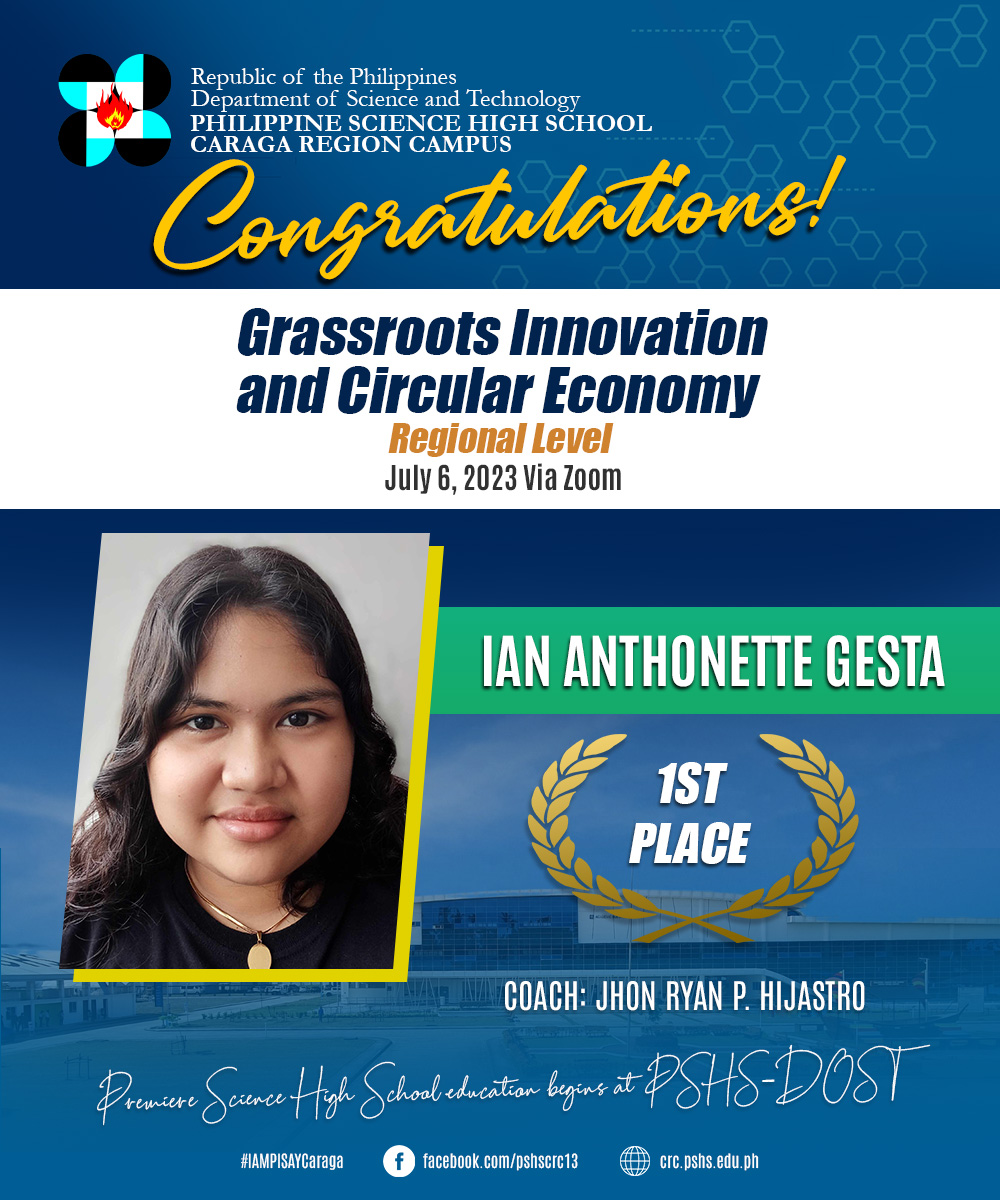 Republic of the Philippines
Department of Science and Technology
PHILIPPINE SCIENCE HIGH SCHOOL
CARAGA REGION CAMPUS
Congratulations!
Grassroots Innovation
and Circular Economy
Regional Level
July 6, 2023 Via Zoom
IAN ANTHONETTE GESTA
1ST
PLACE
COACH: JHON RYAN P. HIJASTRO
Premiere Science High School education begins at PSHS-DOST
#IAMPISAYCaraga
facebook.com/pshscrc13
crc.pshs.edu.ph